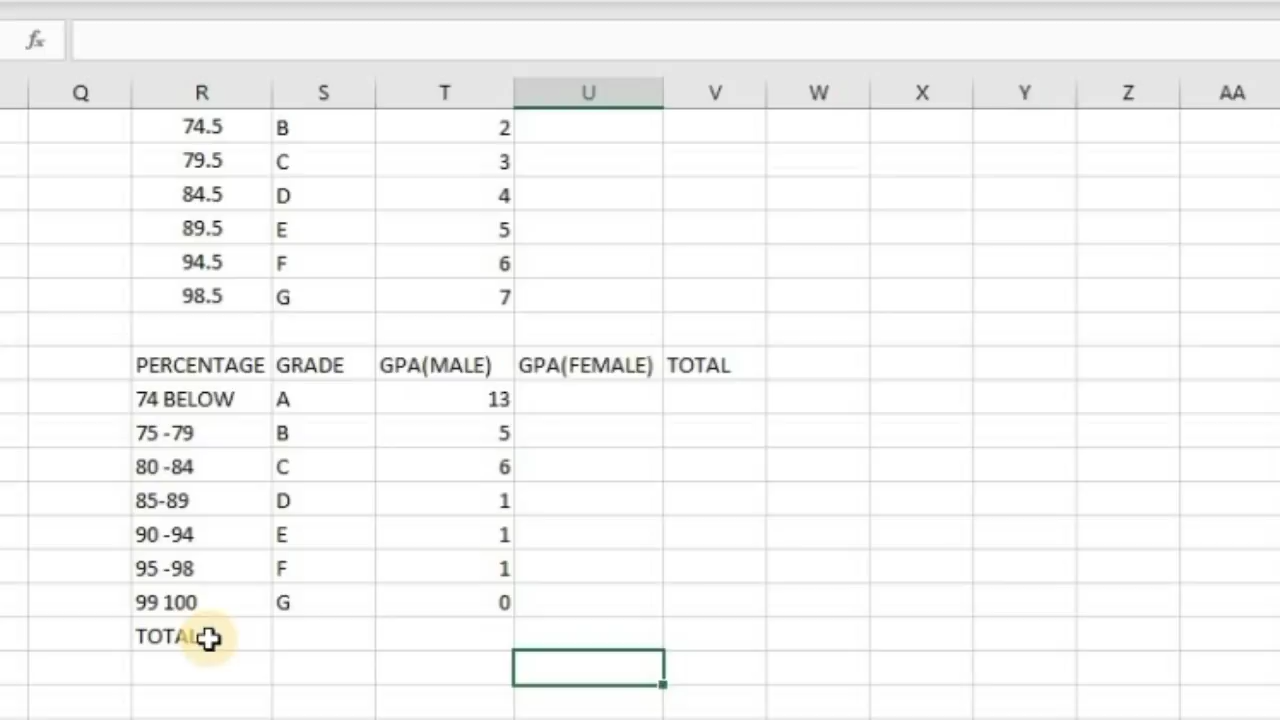 fx
Q R S T U V W X Y Z AA
74.5 B 2
79.5 C 3
84.5 D 4
89.5 E 5
94.5 F 6
98.5 G 7
PERCENTAGE GRADE GPA(MALE) GPA(FEMALE) TOTAL
74 BELOW A 13
75 -79 B 5
80 -84 C 6
85-89 D 1
90 -94 E 1
95 -98 F 1
99 100 G 0
TOTAL